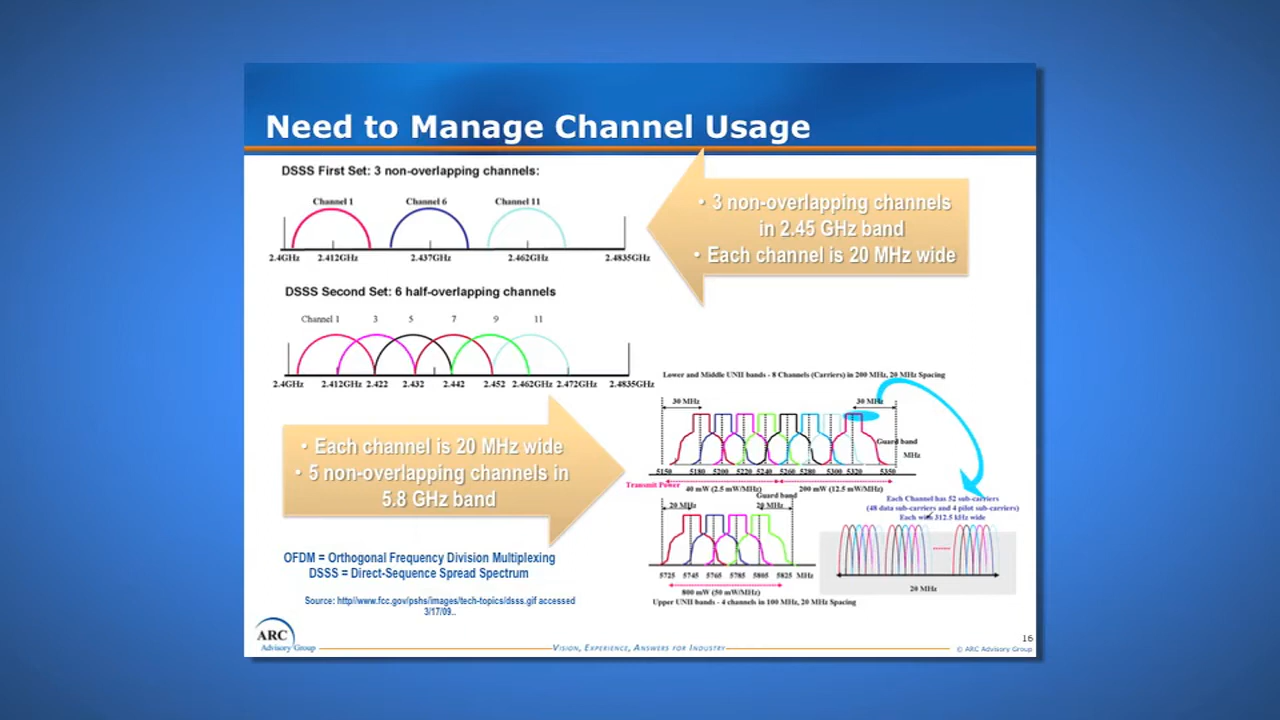 Need to Manage Channel Usage
DSSS First Set: 3 non-overlapping channels:
Channel 1 Channel 6 Channel 11
2.4GHz 2.412GHz 2.437GHz 2.462GHz 2.4835GHz
• 3 non-overlapping channels
in 2.45 GHz band
• Each channel is 20 MHz wide
DSSS Second Set: 6 half-overlapping channels
Channel 1 3 5 7 9 11
2.4GHz 2.412GHz 2.422 2.432 2.442 2.452 2.462GHz 2.472GHz 2.4835GHz
• Each channel is 20 MHz wide
• 5 non-overlapping channels in
5.8 GHz band
Lower and Middle UNII bands - 8 Channels (Carriers) in 200 MHz, 20 MHz Spacing
30 MHz 30 MHz
Guard band
MHz
5150 5180 5200 5220 5240 5260 5280 5300 5320 5350
Transmit Power 40 mW (2.5 mW/MHz) 200 mW (12.5 mW/MHz)
Guard band
20 MHz 20 MHz
5725 5745 5765 5785 5805 5825 MHz
800 mW (50 mW/MHz)
Upper UNII bands - 4 channels in 100 MHz, 20 MHz Spacing
Each Channel has 52 sub-carriers
(48 data sub-carriers and 4 pilot sub-carriers)
Each with 312.5 kHz wide
20 MHz
OFDM = Orthogonal Frequency Division Multiplexing
DSSS = Direct-Sequence Spread Spectrum
Source: http//www.fcc.gov/pshs/images/tech-topics/dsss.gif accessed
3/17/09..
ARC
Advisory Group
VISION, EXPERIENCE, ANSWERS FOR INDUSTRY
16
© ARC Advisory Group